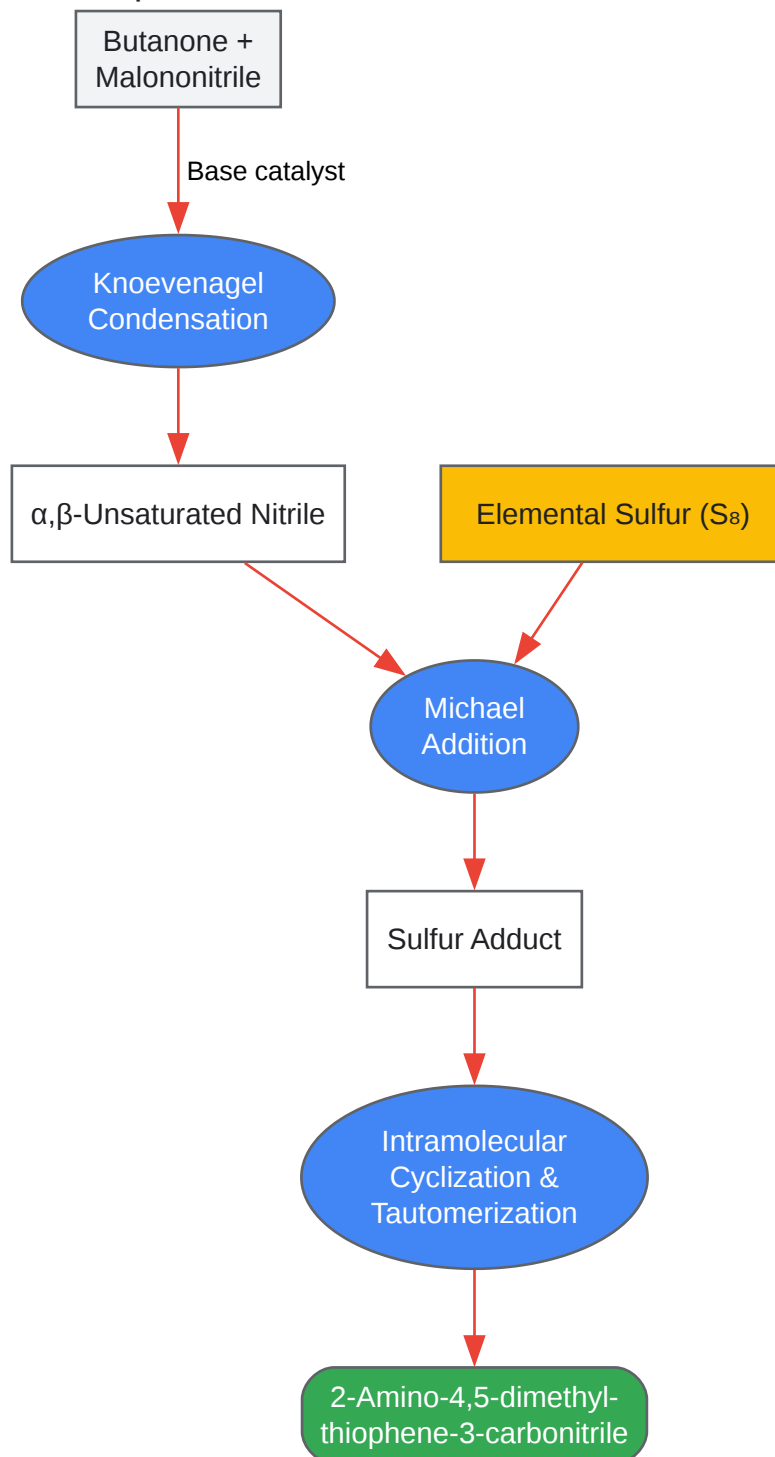 Butanone +
Malononitrile
Base catalyst
Knoevenagel
Condensation
α,β-Unsaturated Nitrile
Elemental Sulfur (S₈)
Michael
Addition
Sulfur Adduct
Intramolecular
Cyclization &
Tautomerization
2-Amino-4,5-dimethyl-
thiophene-3-carbonitrile